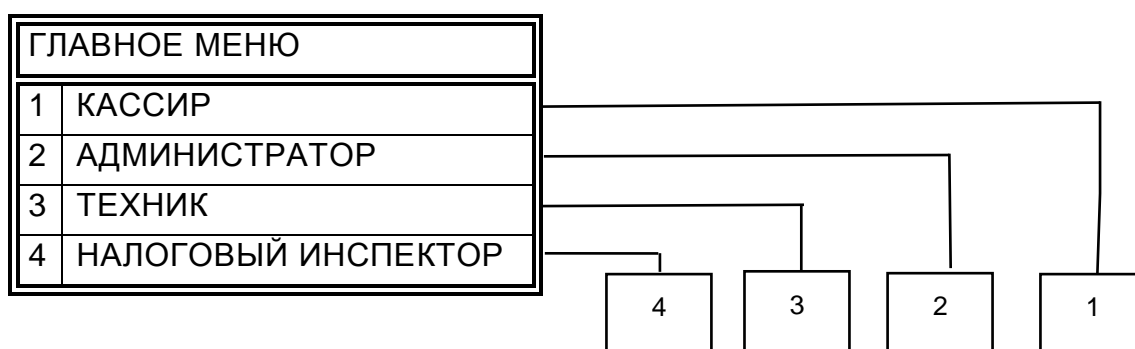 ГЛАВНОЕ МЕНЮ
1 КАССИР
2 АДМИНИСТРАТОР
3 ТЕХНИК
4 НАЛОГОВЫЙ ИНСПЕКТОР
4 3 2 1